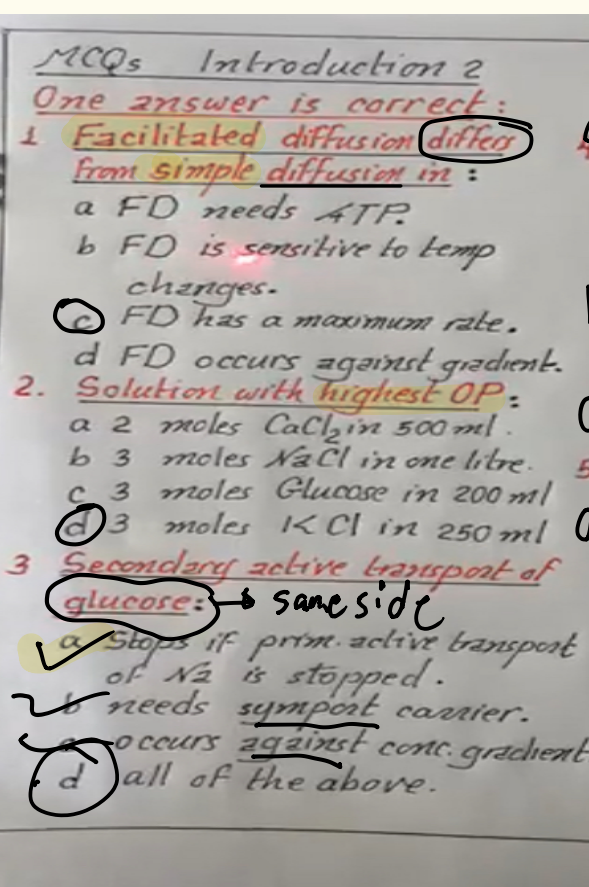 MCQs Introduction 2
One answer is correct:
1 Facilitated diffusion differs
from simple diffusion in:
a FD needs ATP.
b FD is sensitive to temp
changes.
c FD has a maximum rate.
d FD occurs against gradient.
2. Solution with highest OP:
a 2 moles CaCl2 in 500 ml.
b 3 moles NaCl in one litre.
c 3 moles Glucose in 200 ml
d 3 moles KCl in 250 ml
3 Secondary active transport of
glucose: → same side
a Stops if prim. active transport
of Na is stopped.
b needs symport carrier.
occurs against conc. gradient
d all of the above.
5